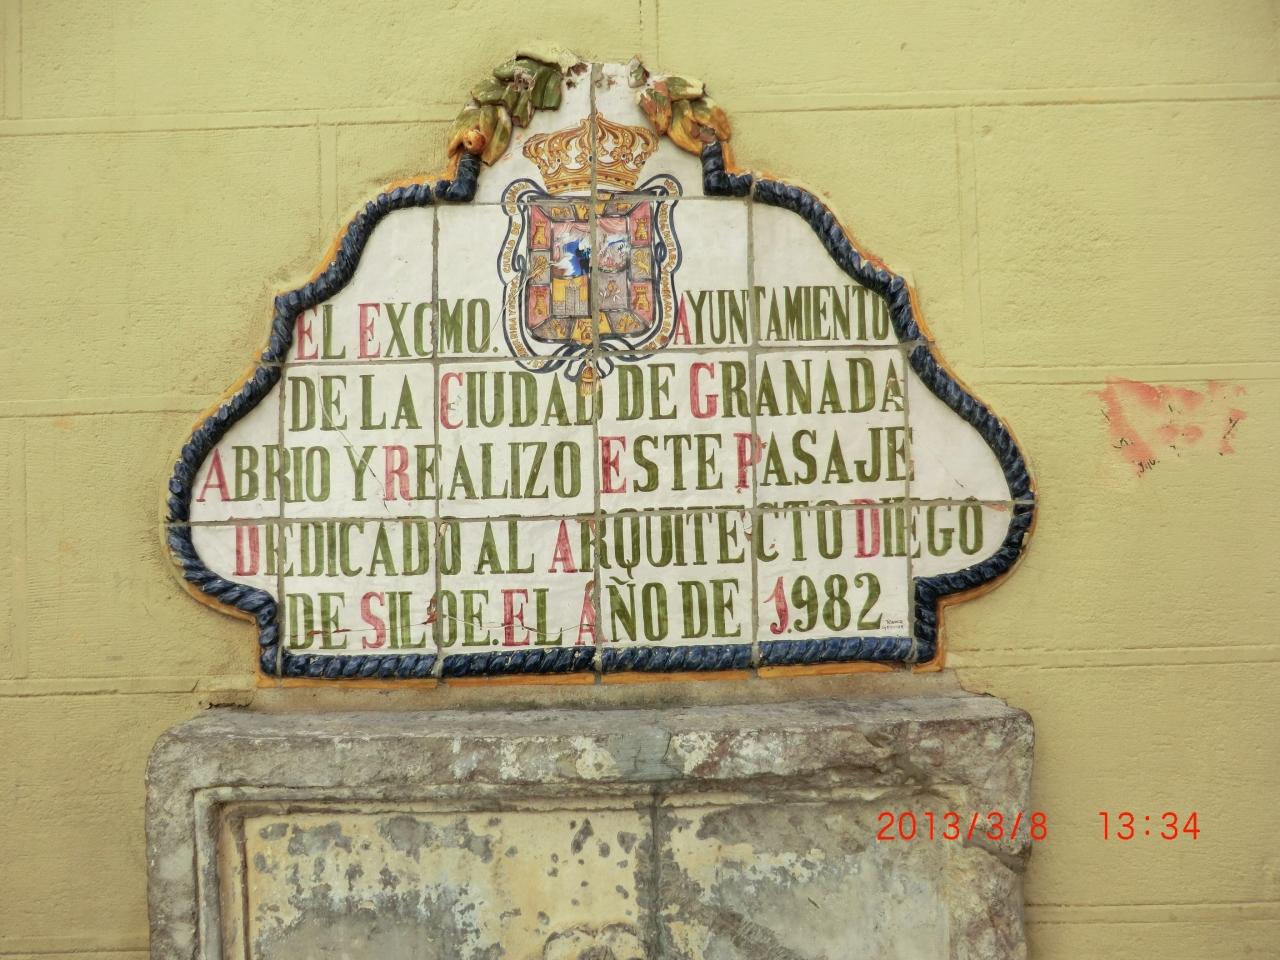 EL EXCMO. AYUNTAMIENTO
DE LA CIUDAD DE GRANADA
ABRIO Y REALIZO ESTE PASAJE
DEDICADO AL ARQUITECTO DIEGO
DE SILOE. EL AÑO DE 1.982
2013/3/8 13:34